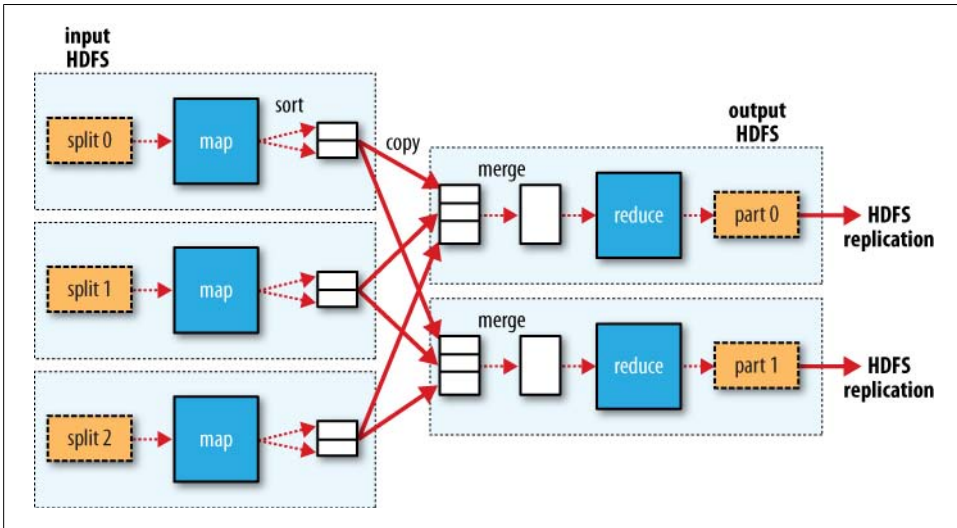 input
HDFS
sort
split 0
map
copy
output
HDFS
merge
reduce
part 0
HDFS
replication
split 1
map
merge
reduce
part 1
HDFS
replication
split 2
map